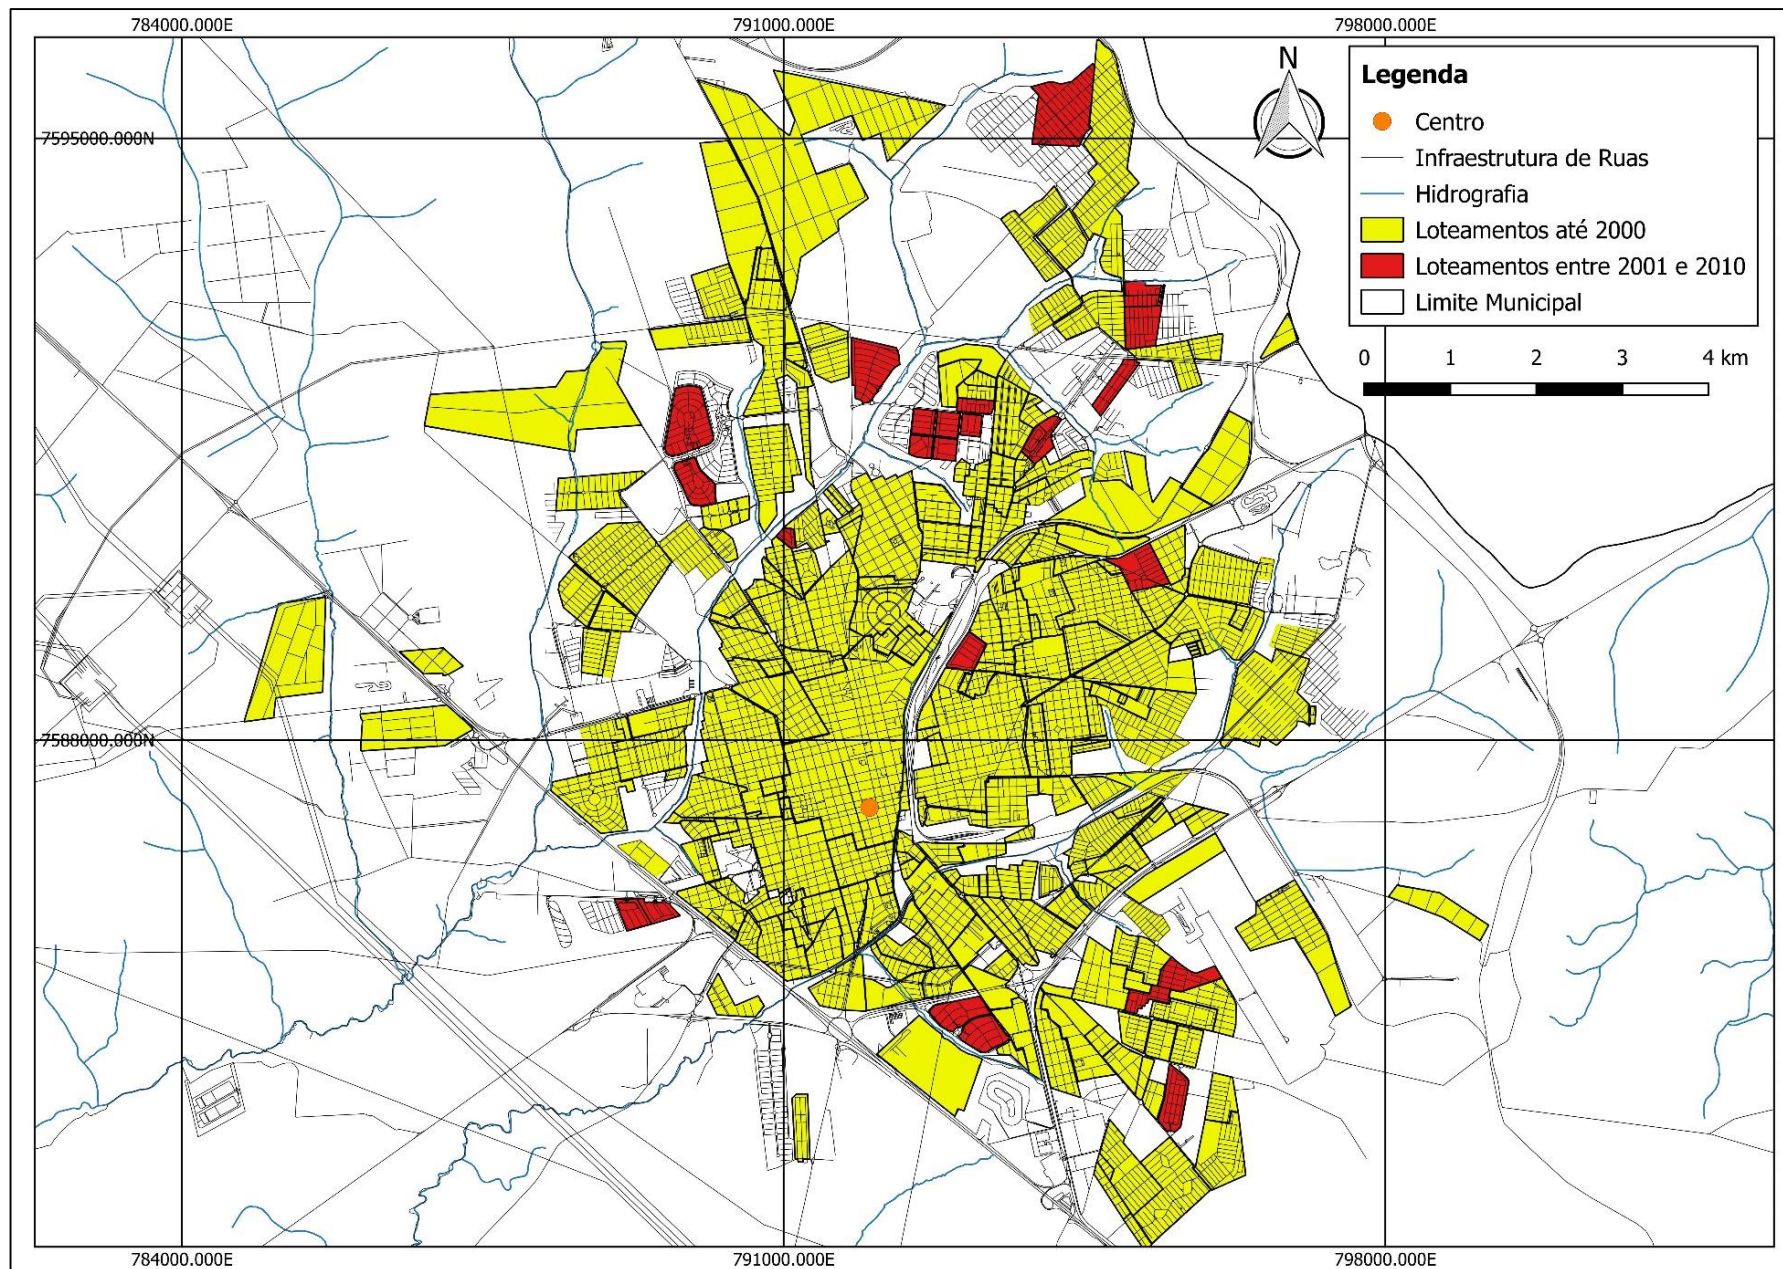 784000.000E 791000.000E 798000.000E
N
Legenda
Centro
7595000.000N
Infraestrutura de Ruas
Hidrografia
Loteamentos até 2000
Loteamentos entre 2001 e 2010
Limite Municipal
0 1 2 3 4 km
7588000.000N
784000.000E 791000.000E 798000.000E